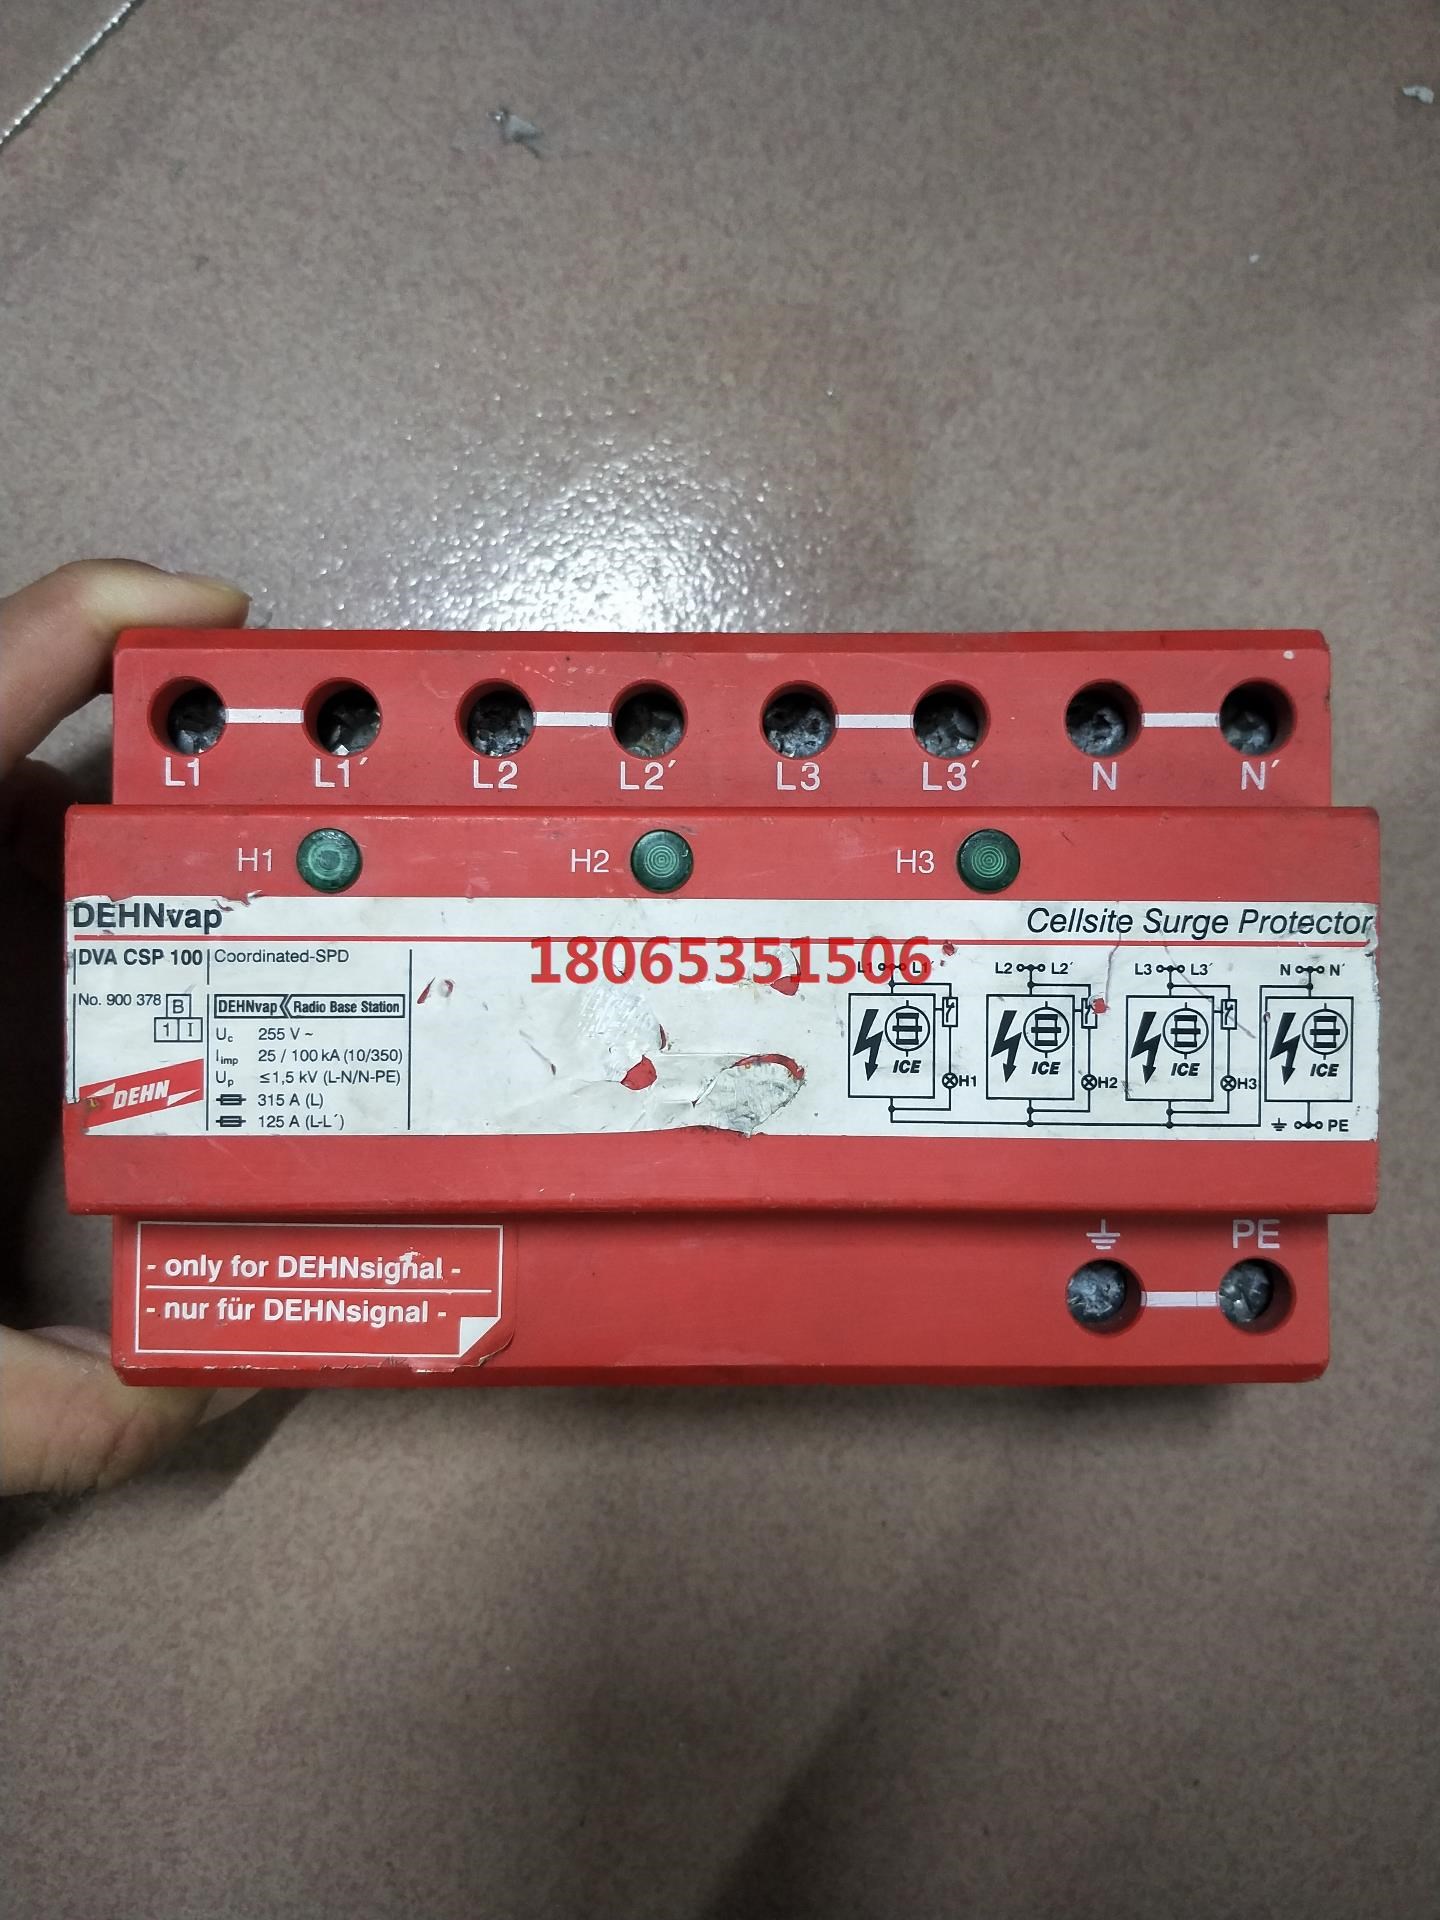 L1 L1´ L2 L2´ L3 L3´ N N´
H1 H2 H3
DEHNvap Cellsite Surge Protector
18065351506
DVA CSP 100 Coordinated-SPD
No. 900 378 B
1 I
DEHNvap Radio Base Station
Uc 255 V ~
Iimp 25 / 100 kA (10/350)
Up ≤1,5 kV (L-N/N-PE)
315 A (L)
125 A (L-L´)
DEHN
L1 L1´ L2 L2´ L3 L3´ N N´
ICE ICE ICE ICE
H1 H2 H3
PE
- only for DEHNsignal -
- nur für DEHNsignal -
PE